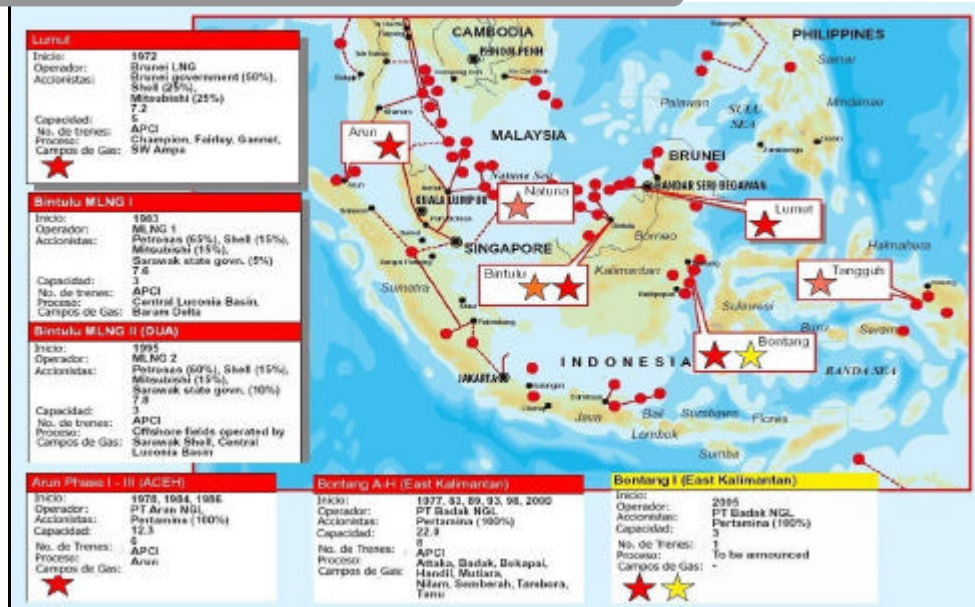 Lumut
Inicio: 1972
Operador: Brunei LNG
Accionistas: Brunei government (50%),
Shell (25%),
Mitsubishi (25%)
7.2
Capacidad: 5
No. de trenes: APCI
Proceso: Champion, Fairley, Gannet,
Campos de Gas: SW Ampa
Bintulu MLNG I
Inicio: 1983
Operador: MLNG 1
Accionistas: Petronas (65%), Shell (15%),
Mitsubishi (15%),
Sarawak state govn. (5%)
7.6
Capacidad: 3
No. de trenes: APCI
Proceso: Central Luconia Basin,
Campos de Gas: Baram Delta
Bintulu MLNG II (DUA)
Inicio: 1995
Operador: MLNG 2
Accionistas: Petronas (60%), Shell (15%),
Mitsubishi (15%),
Sarawak state govn. (10%)
7.8
Capacidad: 3
No. de trenes: APCI
Proceso: Offshore fields operated by
Campos de Gas: Sarawak Shell, Central
Luconia Basin
CAMBODIA
PHNOM PENH
PHILIPPINES
Samar
Palawan
SULU
SEA
Mindanao
Arun
MALAYSIA
BRUNEI
Natuna Sea
Natuna
BANDAR SERI BEGAWAN
KUALA LUMPUR
Lumut
SINGAPORE
Borneo
Halmahera
Bintulu
Kalimantan
Tangguh
Sumatra
Sulawesi
Buru
Seram
Bontang
INDONESIA
BANDA SEA
JAKARTA
Java
Bali
Sumbawa
Flores
Lombok
Sumba
Arun Phase I - III (ACEH)
Inicio: 1978, 1984, 1986
Operador: PT Arun NGL
Accionistas: Pertamina (100%)
Capacidad: 12.3
No. de Trenes: 6
Proceso: APCI
Campos de Gas: Arun
Bontang A-H (East Kalimantan)
Inicio: 1977, 83, 89, 93, 98, 2000
Operador: PT Badak NGL
Accionistas: Pertamina (100%)
Capacidad: 22.9
No. de Trenes: 8
Proceso: APCI
Campos de Gas: Attaka, Badak, Bekapai,
Handil, Mutiara,
Nilam, Semberah, Tambora,
Tunu
Bontang I (East Kalimantan)
Inicio: 2005
Operador: PT Badak NGL
Accionistas: Pertamina (100%)
Capacidad: 3
No. de Trenes: 1
Proceso: To be announced
Campos de Gas: -